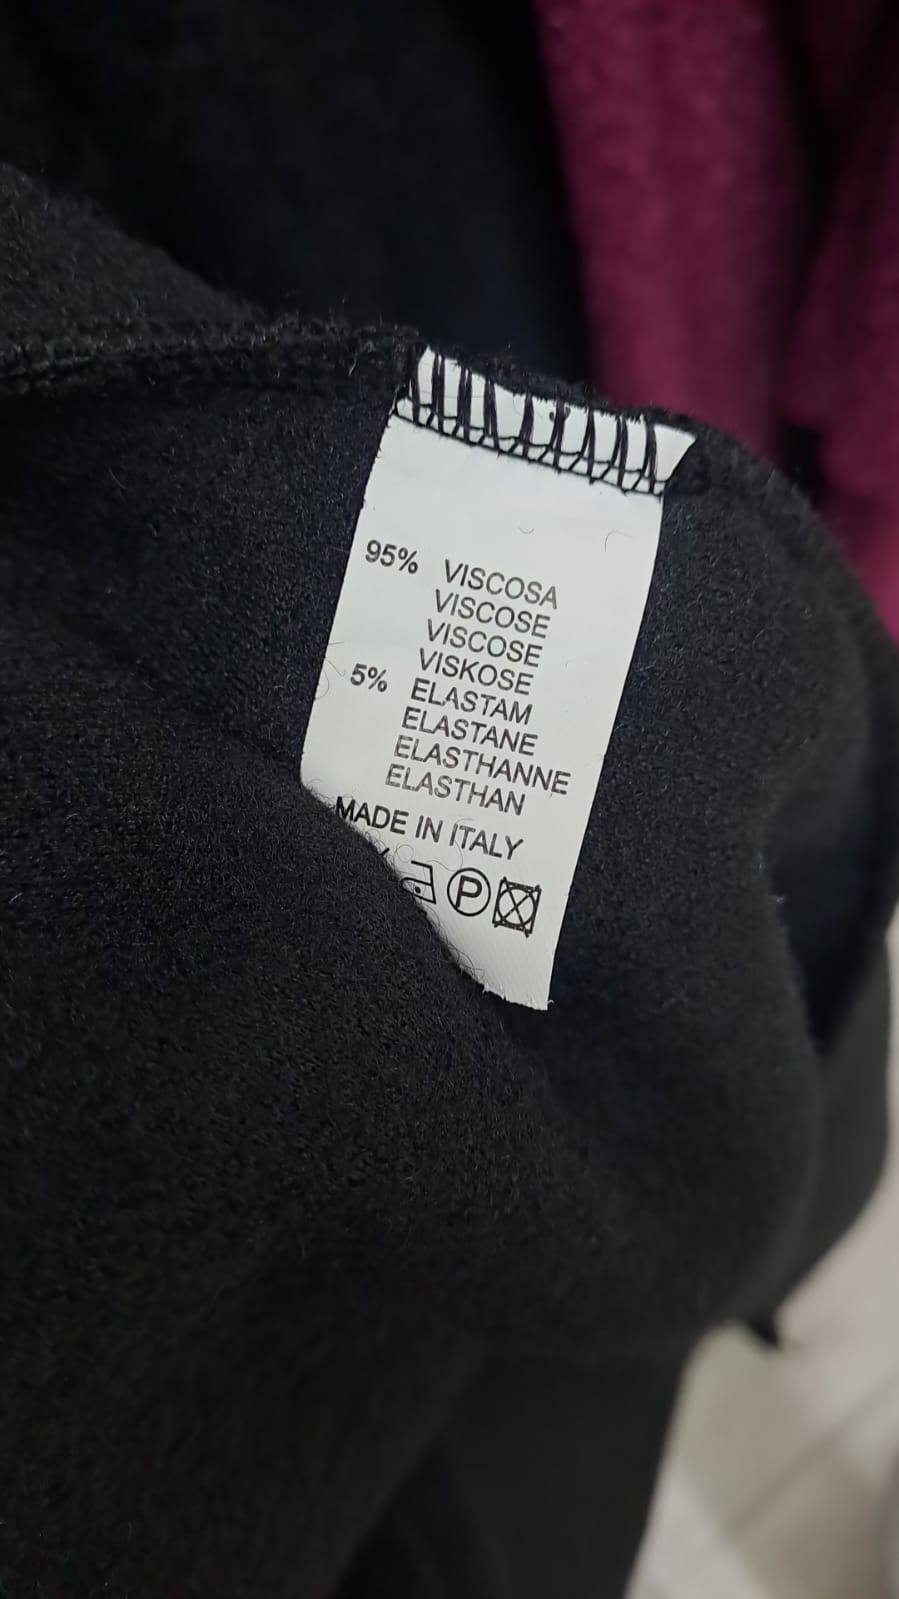 95% VISCOSA
VISCOSE
VISCOSE
VISKOSE
5% ELASTAM
ELASTANE
ELASTHANNE
ELASTHAN
MADE IN ITALY
P